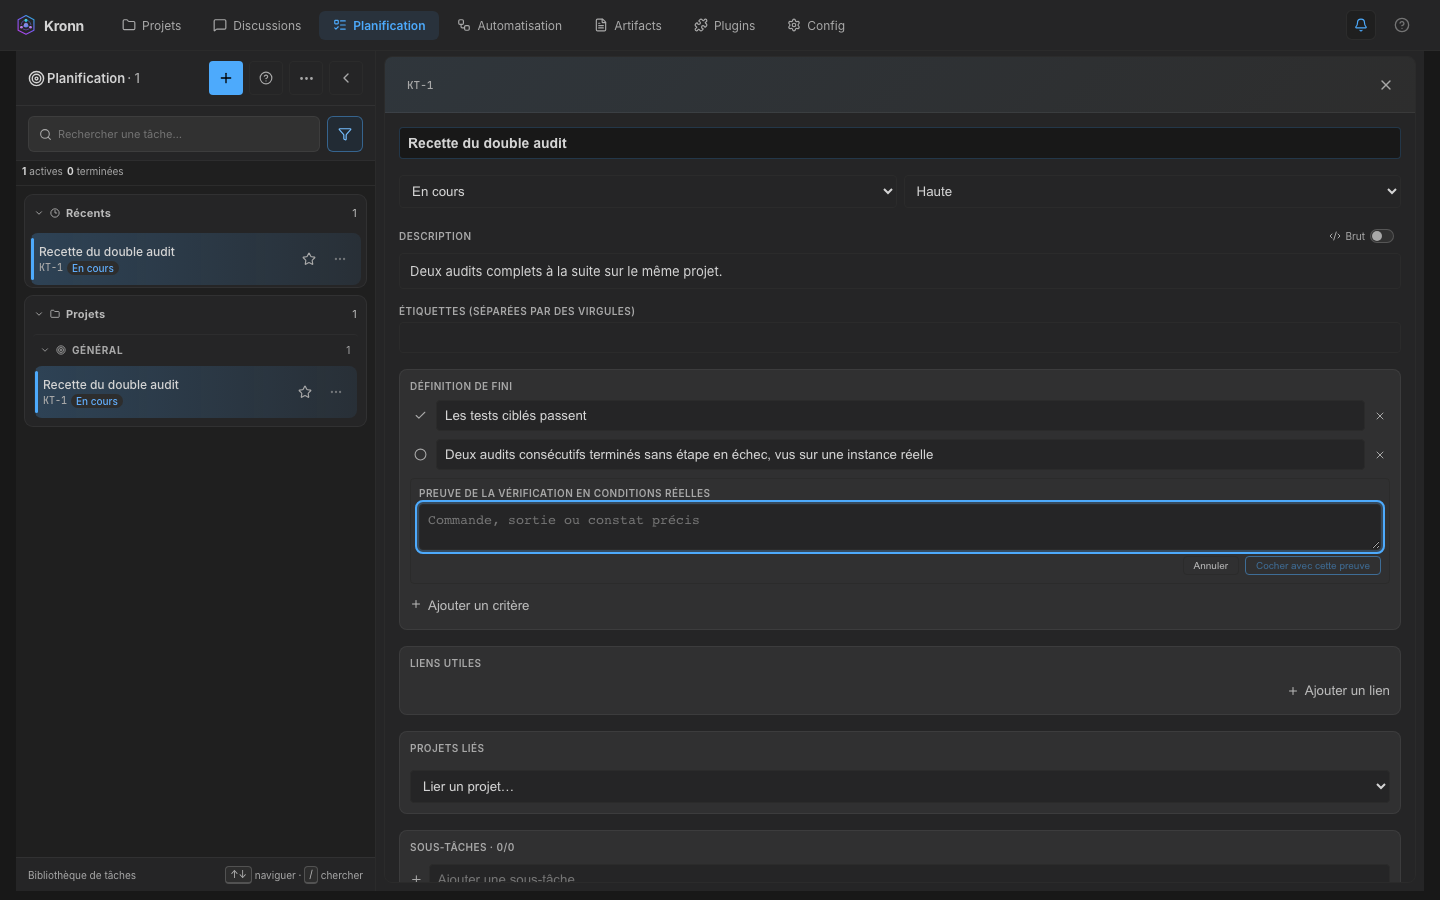 Kronn
Projets
Discussions
Planification
Automatisation
Artifacts
Plugins
Config
Planification · 1
Rechercher une tâche...
1 actives 0 terminées
Récents 1
Recette du double audit
KT-1 En cours
Projets 1
GÉNÉRAL 1
Recette du double audit
KT-1 En cours
Bibliothèque de tâches
↑↓ naviguer · / chercher
KT-1
Recette du double audit
En cours
Haute
DESCRIPTION
Brut
Deux audits complets à la suite sur le même projet.
ÉTIQUETTES (SÉPARÉES PAR DES VIRGULES)
DÉFINITION DE FINI
Les tests ciblés passent
Deux audits consécutifs terminés sans étape en échec, vus sur une instance réelle
PREUVE DE LA VÉRIFICATION EN CONDITIONS RÉELLES
Commande, sortie ou constat précis
Annuler
Cocher avec cette preuve
+ Ajouter un critère
LIENS UTILES
+ Ajouter un lien
PROJETS LIÉS
Lier un projet…
SOUS-TÂCHES · 0/0
+ Ajouter une sous-tâche